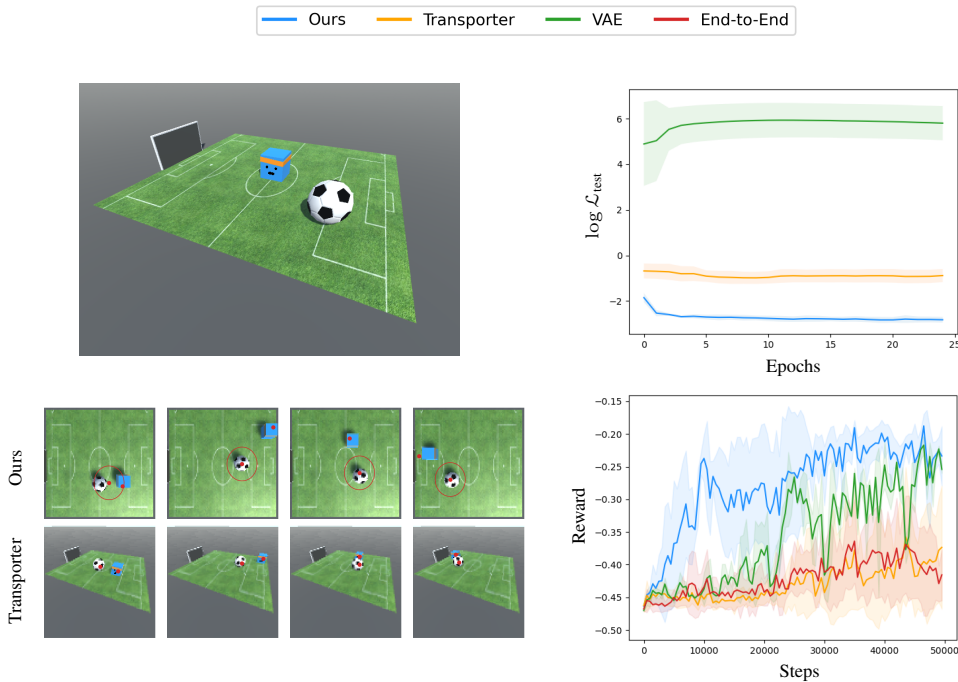 Ours Transporter VAE End-to-End
6
4
2
0
−2
log 𝓛test
0 5 10 15 20 25
Epochs
Ours
Transporter
−0.15
−0.20
−0.25
−0.30
−0.35
−0.40
−0.45
−0.50
Reward
0 10000 20000 30000 40000 50000
Steps